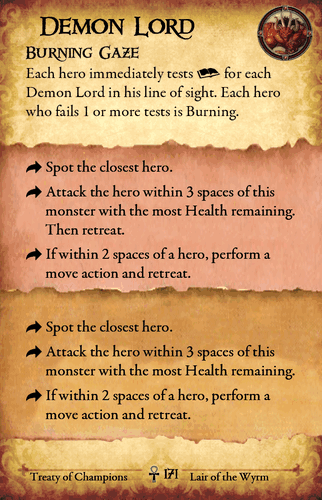 Demon Lord
Burning Gaze
Each hero immediately tests for each
Demon Lord in his line of sight. Each hero
who fails 1 or more tests is Burning.
Spot the closest hero.
Attack the hero within 3 spaces of this
monster with the most Health remaining.
Then retreat.
If within 2 spaces of a hero, perform a
move action and retreat.
Spot the closest hero.
Attack the hero within 3 spaces of this
monster with the most Health remaining.
If within 2 spaces of a hero, perform a
move action and retreat.
Treaty of Champions 171 Lair of the Wyrm